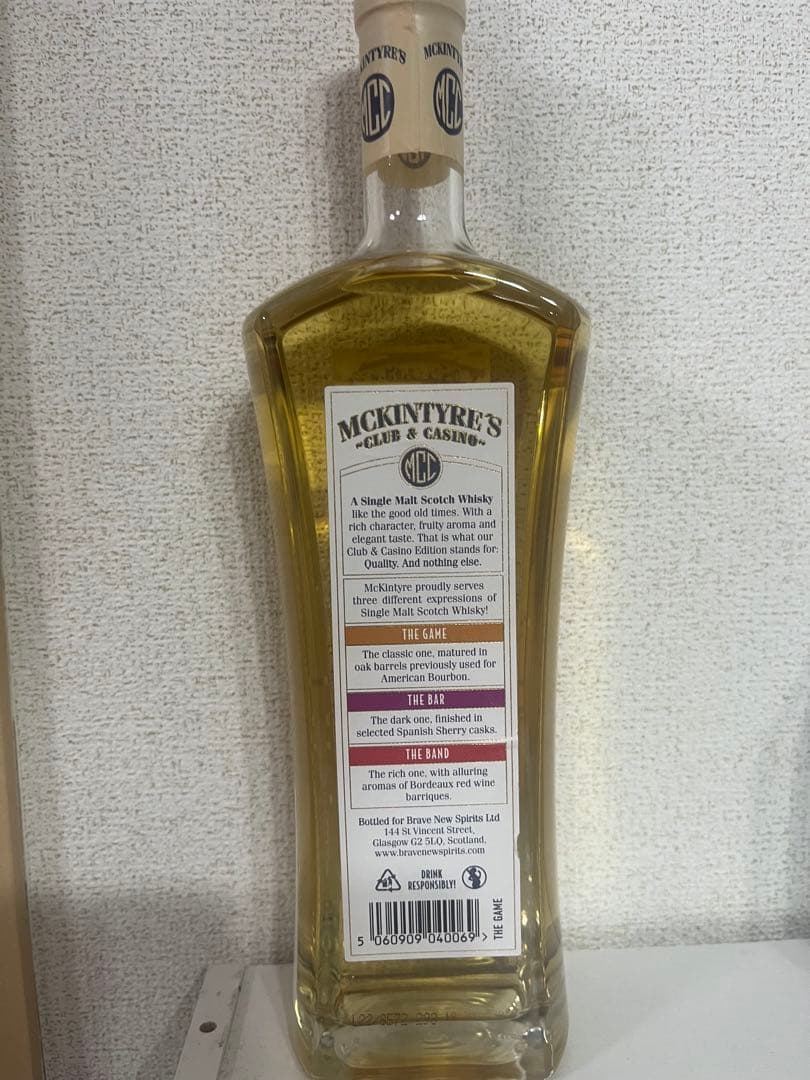 MCKINTYRE'S
MCC
MCKINTYRE'S
MCC
MCKINTYRE'S
~CLUB & CASINO~
MCC
A Single Malt Scotch Whisky
like the good old times. With a
rich character, fruity aroma and
elegant taste. That is what our
Club & Casino Edition stands for:
Quality. And nothing else.
McKintyre proudly serves
three different expressions of
Single Malt Scotch Whisky!
THE GAME
The classic one, matured in
oak barrels previously used for
American Bourbon.
THE BAR
The dark one, finished in
selected Spanish Sherry casks.
THE BAND
The rich one, with alluring
aromas of Bordeaux red wine
barriques.
Bottled for Brave New Spirits Ltd
144 St Vincent Street,
Glasgow G2 5LQ, Scotland,
www.bravenewspirits.com
DRINK
RESPONSIBLY!
THE GAME
5 060909 040069 >